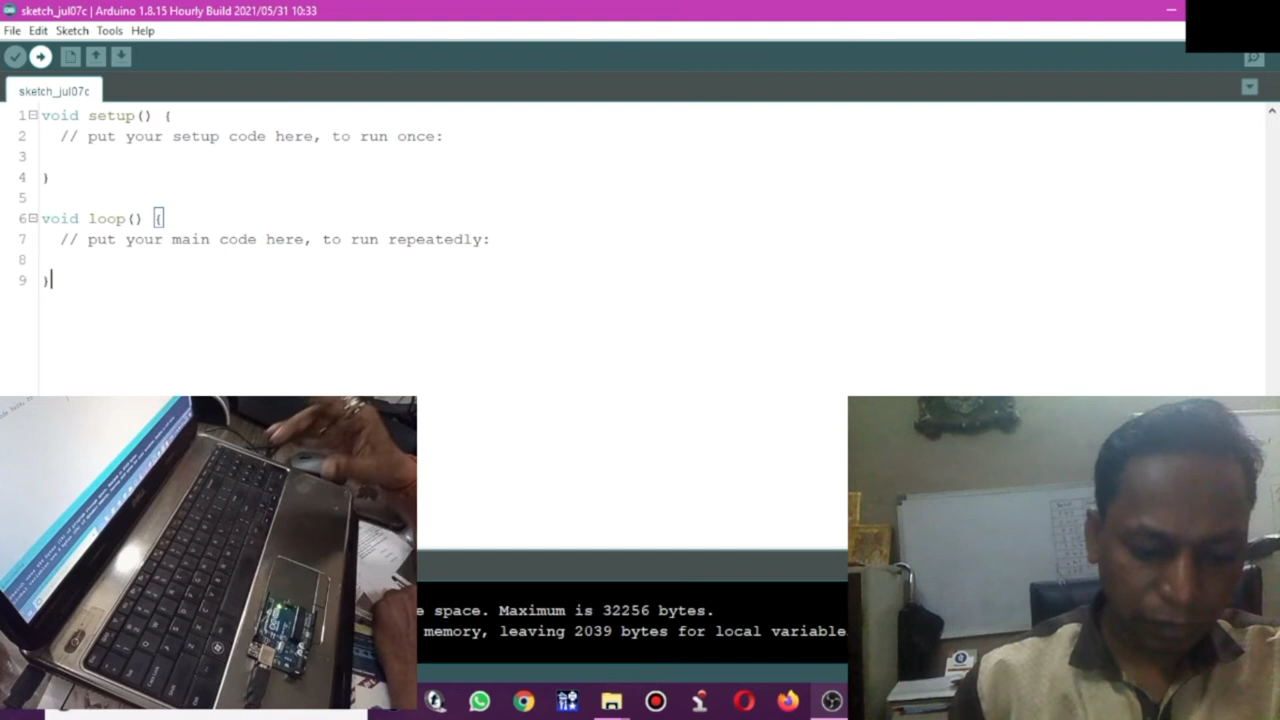 sketch_jul07c | Arduino 1.8.15 Hourly Build 2021/05/31 10:33
File Edit Sketch Tools Help
sketch_jul07c
1 void setup() {
2 // put your setup code here, to run once:
3
4 }
5
6 void loop() {
7 // put your main code here, to run repeatedly:
8
9 }
e space. Maximum is 32256 bytes.
memory, leaving 2039 bytes for local variable